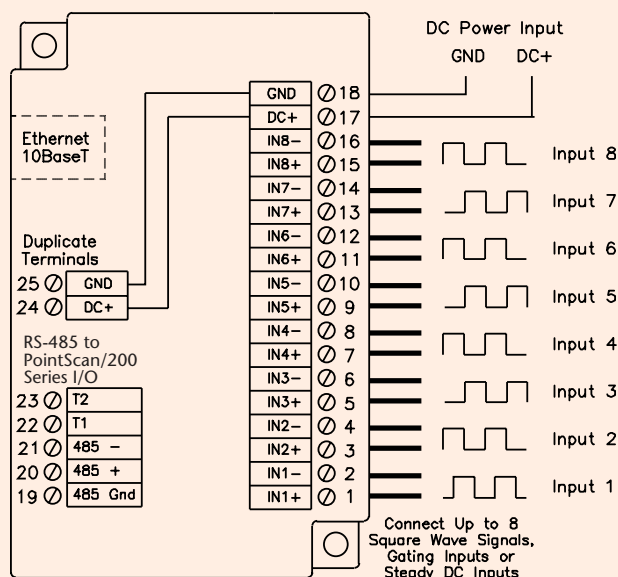 DC Power Input
GND DC+
GND 18
DC+ 17
IN8- 16
IN8+ 15
Input 8
IN7- 14
IN7+ 13
Input 7
IN6- 12
IN6+ 11
Input 6
IN5- 10
IN5+ 9
Input 5
IN4- 8
IN4+ 7
Input 4
IN3- 6
IN3+ 5
Input 3
IN2- 4
IN2+ 3
Input 2
IN1- 2
IN1+ 1
Input 1
Ethernet
10BaseT
Duplicate
Terminals
25 GND
24 DC+
RS-485 to
PointScan/200
Series I/O
23 T2
22 T1
21 485 -
20 485 +
19 485 Gnd
Connect Up to 8
Square Wave Signals,
Gating Inputs or
Steady DC Inputs